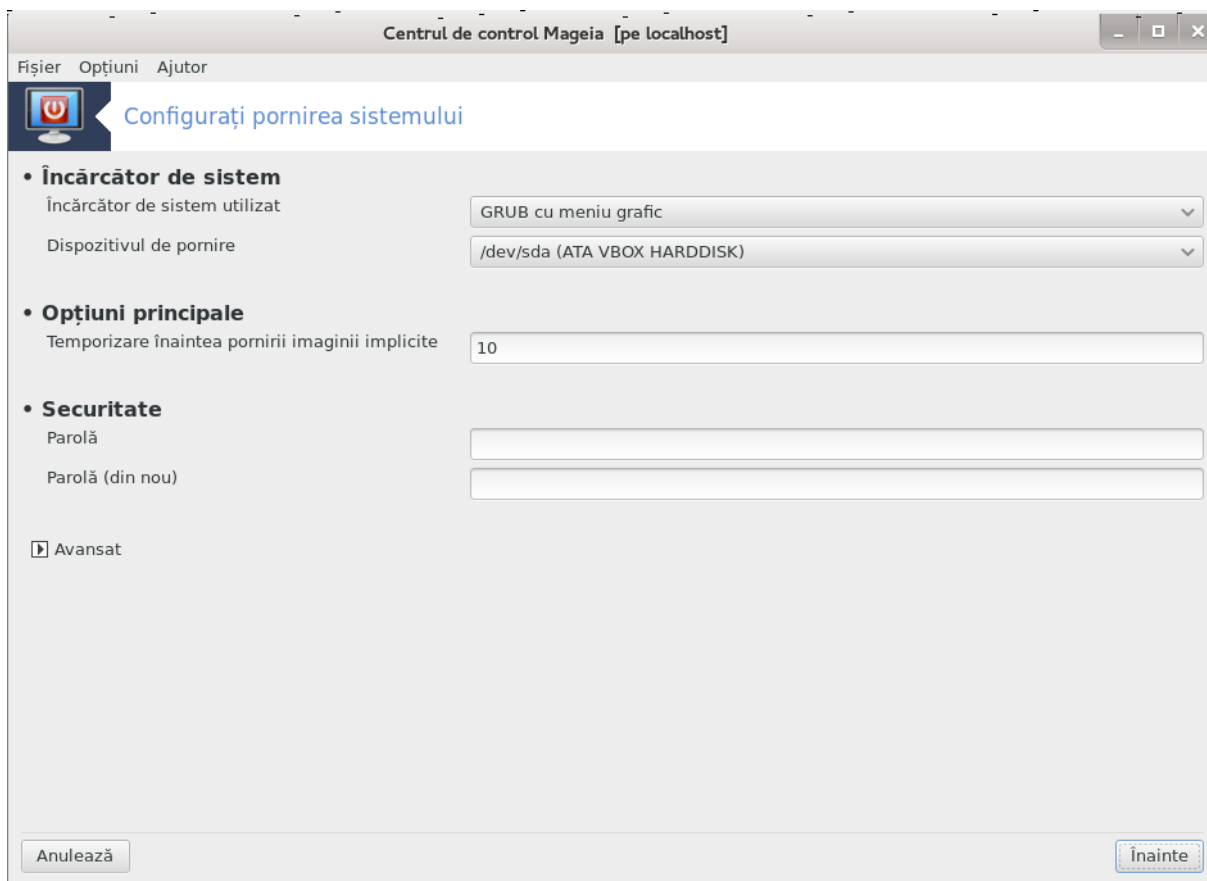 Centrul de control Mageia [pe localhost]
Fișier Opțiuni Ajutor
Configurați pornirea sistemului
• Încărcător de sistem
Încărcător de sistem utilizat
GRUB cu meniu grafic
Dispozitivul de pornire
/dev/sda (ATA VBOX HARDDISK)
• Opțiuni principale
Temporizare înaintea pornirii imaginii implicite
10
• Securitate
Parolă
Parolă (din nou)
Avansat
Anulează
Înainte